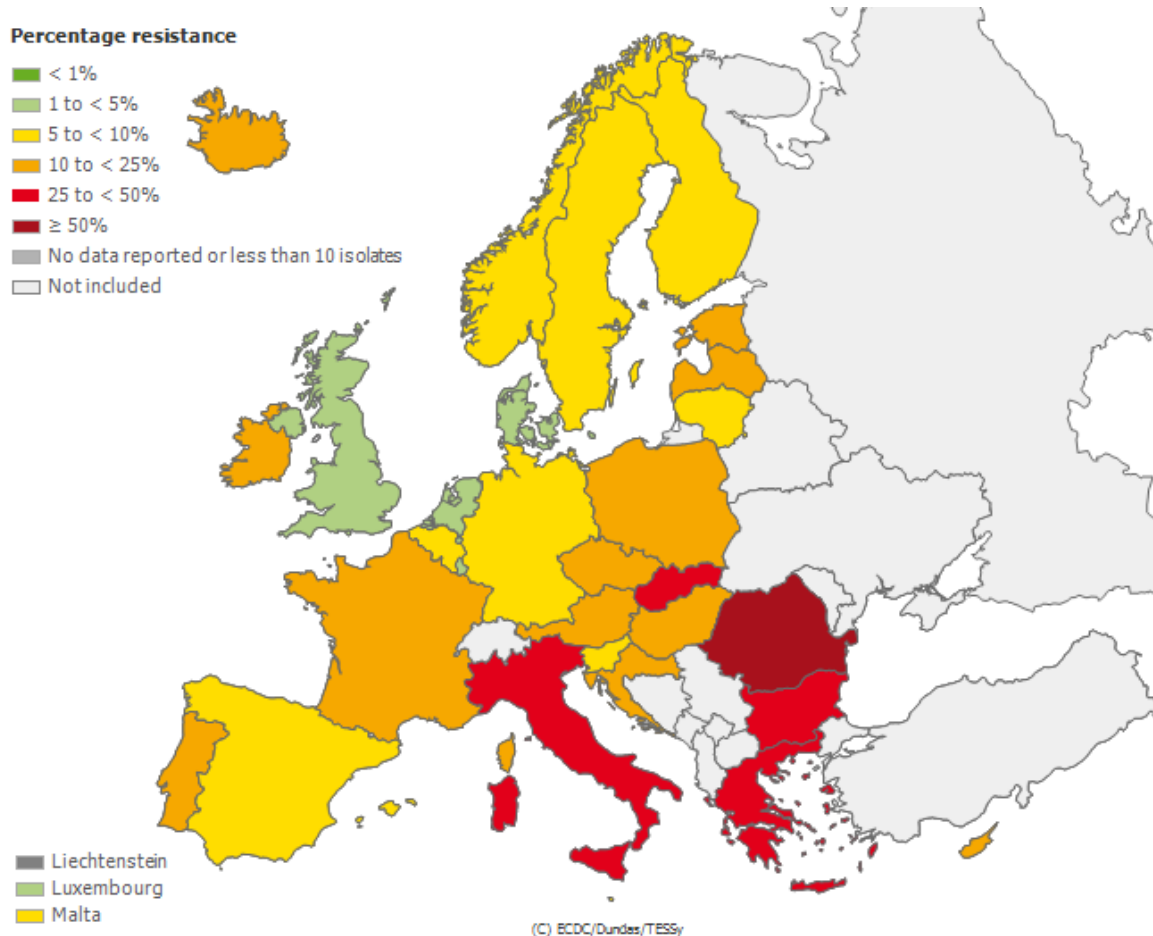 Percentage resistance
< 1%
1 to < 5%
5 to < 10%
10 to < 25%
25 to < 50%
≥ 50%
No data reported or less than 10 isolates
Not included
Liechtenstein
Luxembourg
Malta
(C) ECDC/Dundas/TESSy